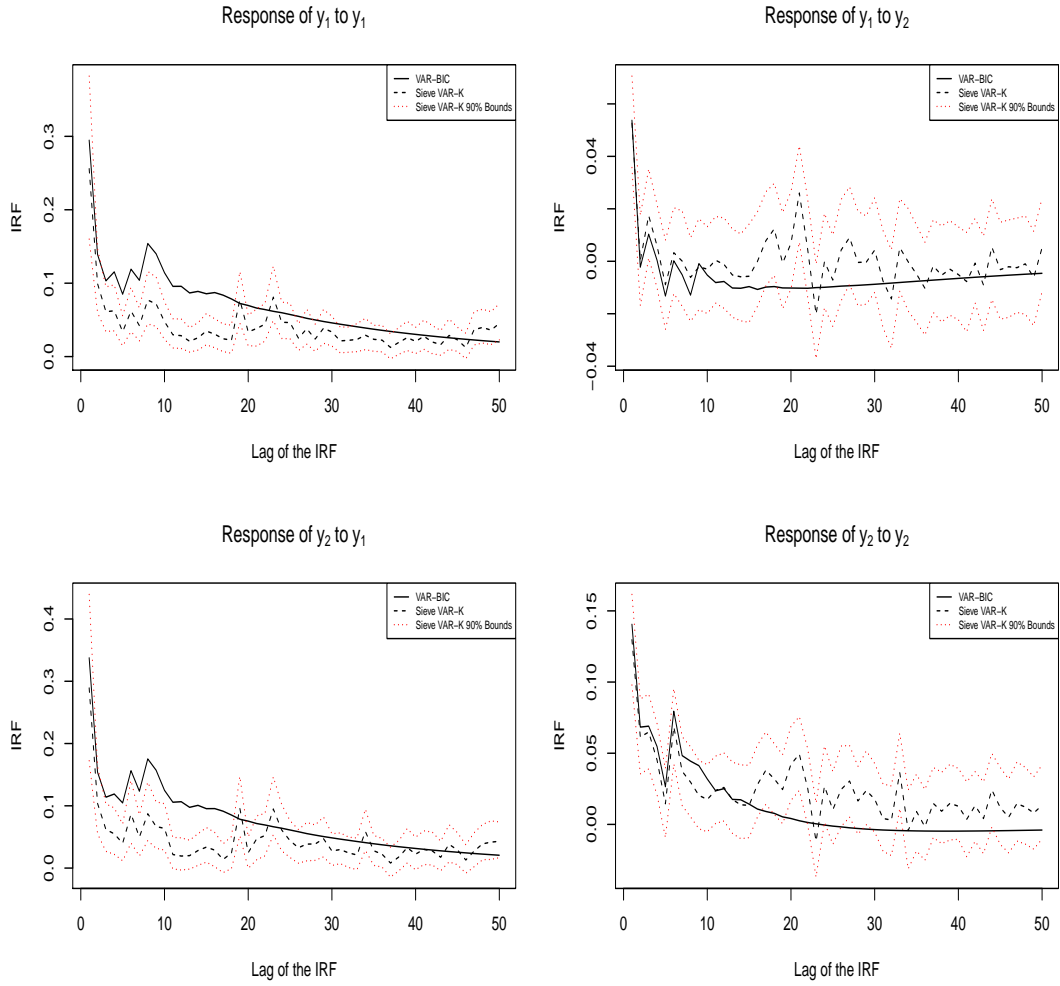 Response of y1 to y1
IRF
0.0 0.1 0.2 0.3
VAR−BIC
Sieve VAR−K
Sieve VAR−K 90% Bounds
0 10 20 30 40 50
Lag of the IRF
Response of y1 to y2
IRF
−0.04 0.00 0.04
VAR−BIC
Sieve VAR−K
Sieve VAR−K 90% Bounds
0 10 20 30 40 50
Lag of the IRF
Response of y2 to y1
IRF
0.0 0.1 0.2 0.3 0.4
VAR−BIC
Sieve VAR−K
Sieve VAR−K 90% Bounds
0 10 20 30 40 50
Lag of the IRF
Response of y2 to y2
IRF
0.00 0.05 0.10 0.15
VAR−BIC
Sieve VAR−K
Sieve VAR−K 90% Bounds
0 10 20 30 40 50
Lag of the IRF